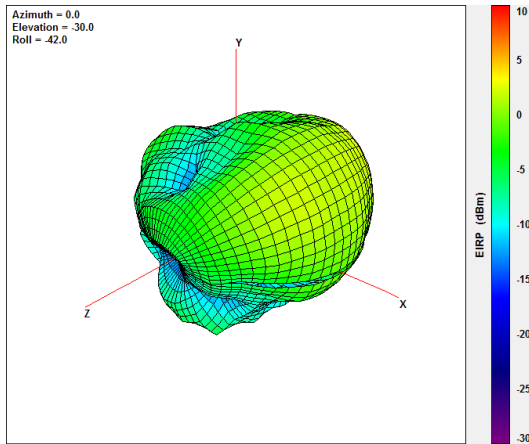 Azimuth = 0.0
Elevation = -30.0
Roll = -42.0
Y
X
Z
10
5
0
-5
-10
-15
-20
-25
-30
EIRP (dBm)